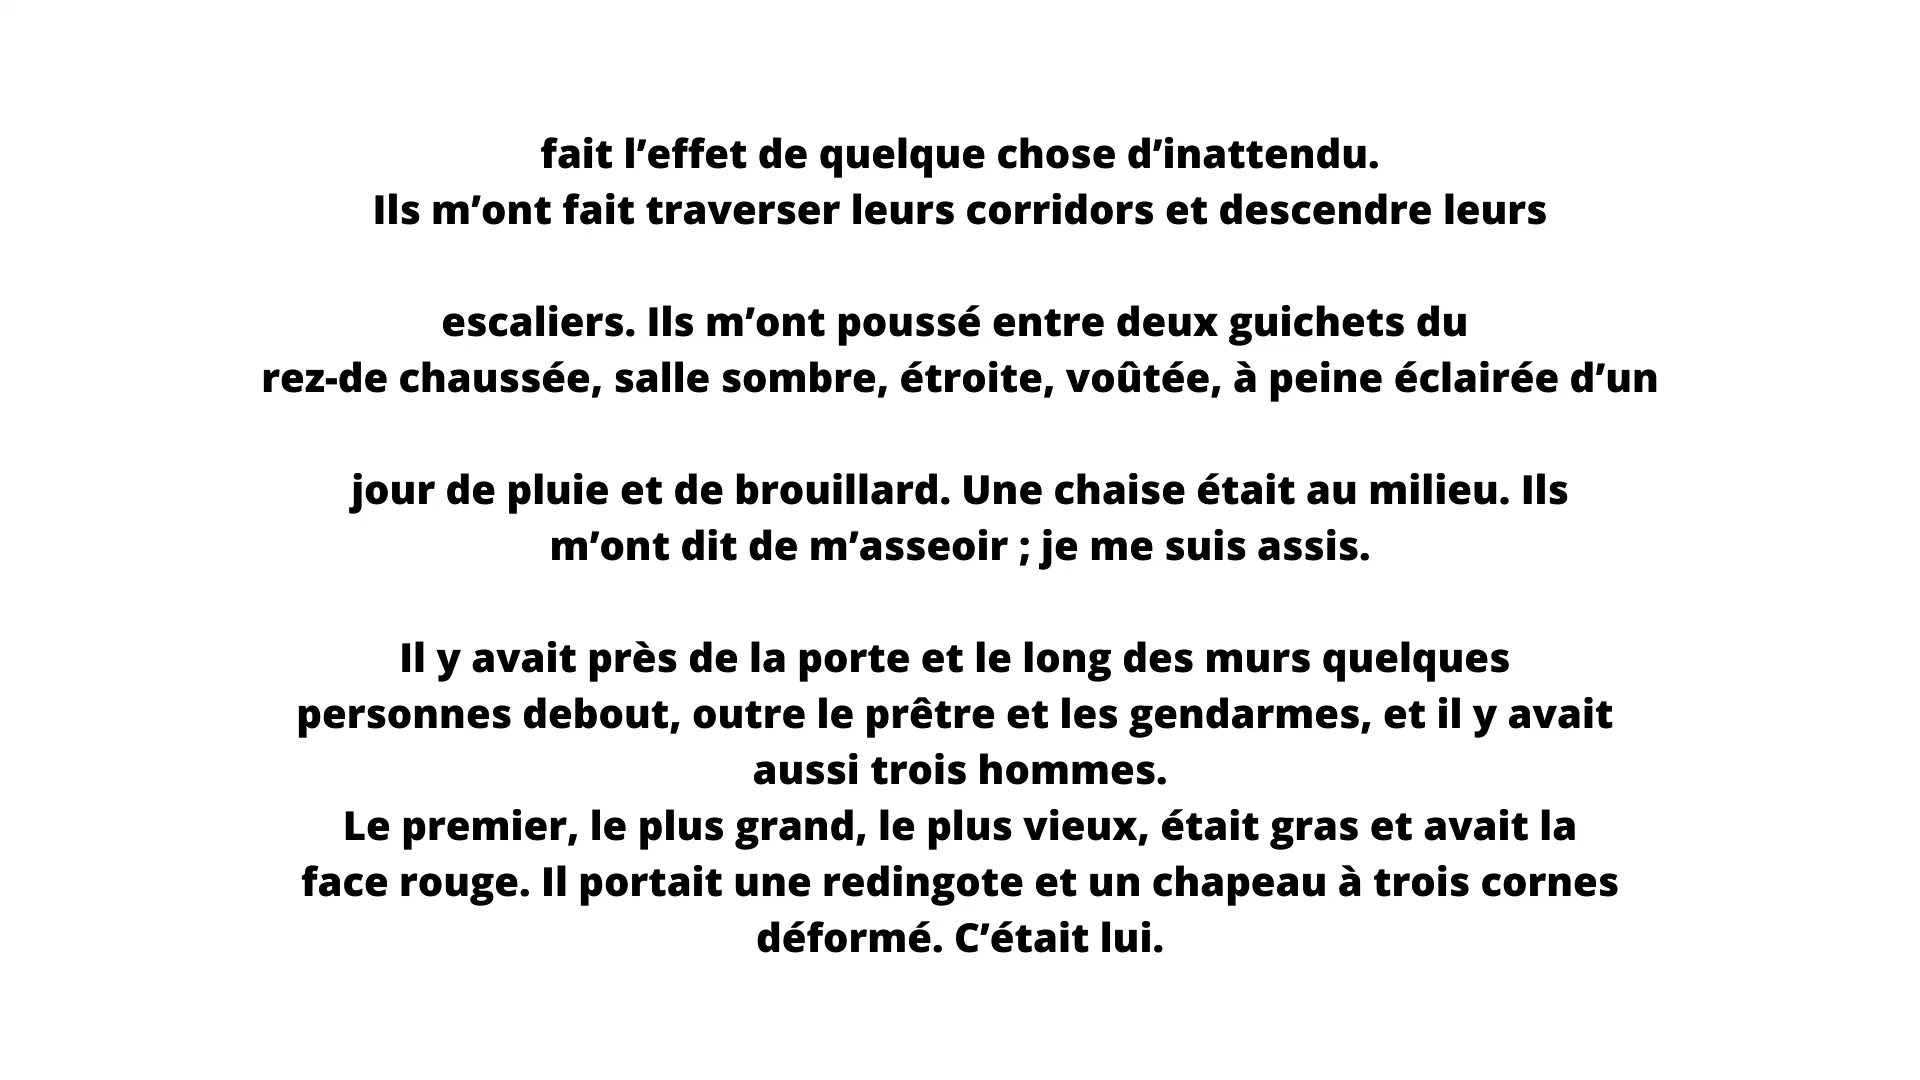 fait l’effet de quelque chose d’inattendu.
Ils m’ont fait traverser leurs corridors et descendre leurs
escaliers. Ils m’ont poussé entre deux guichets du
rez-de chaussée, salle sombre, étroite, voûtée, à peine éclairée d’un
jour de pluie et de brouillard. Une chaise était au milieu. Ils
m’ont dit de m’asseoir ; je me suis assis.
Il y avait près de la porte et le long des murs quelques
personnes debout, outre le prêtre et les gendarmes, et il y avait
aussi trois hommes.
Le premier, le plus grand, le plus vieux, était gras et avait la
face rouge. Il portait une redingote et un chapeau à trois cornes
déformé. C’était lui.